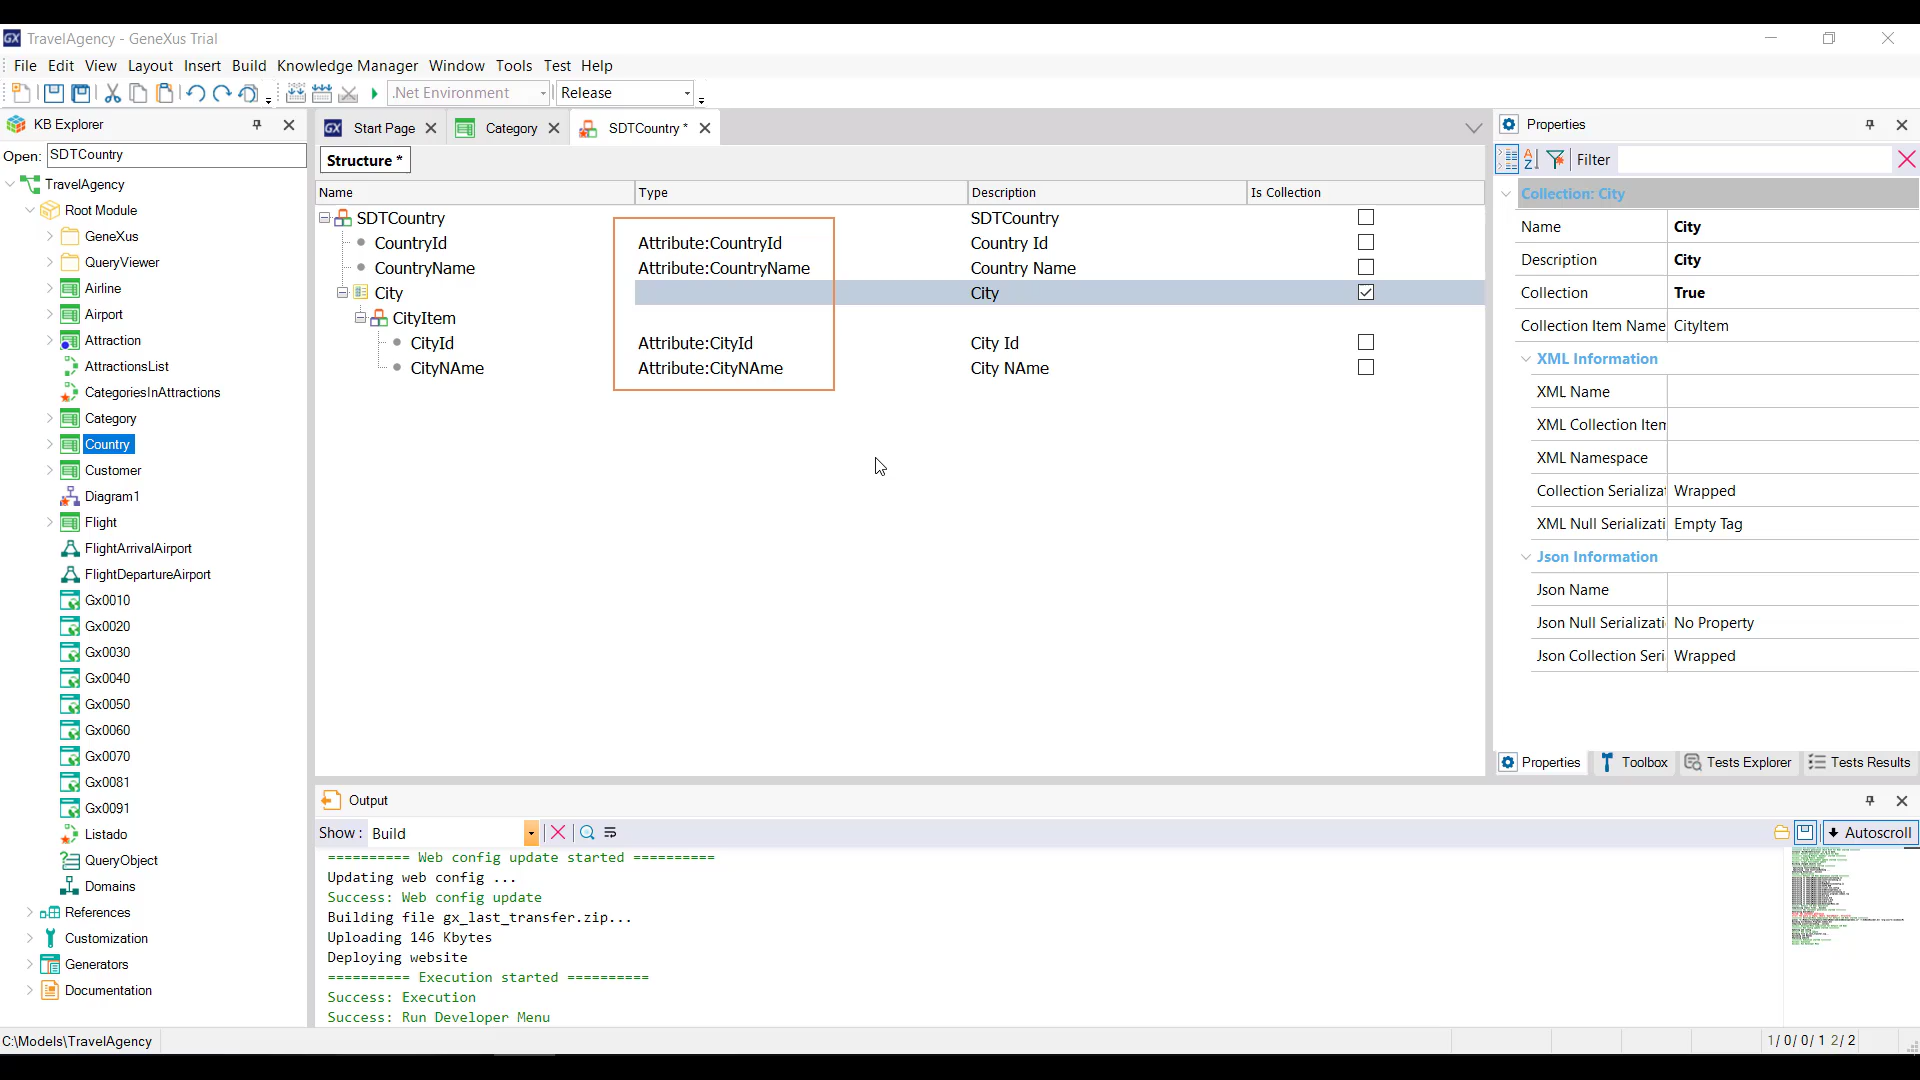 TravelAgency - GeneXus Trial
File Edit View Layout Insert Build Knowledge Manager Window Tools Test Help
.Net Environment Release
KB Explorer
Open: SDTCountry
TravelAgency
Root Module
GeneXus
QueryViewer
Airline
Airport
Attraction
AttractionsList
CategoriesInAttractions
Category
Country
Customer
Diagram1
Flight
FlightArrivalAirport
FlightDepartureAirport
Gx0010
Gx0020
Gx0030
Gx0040
Gx0050
Gx0060
Gx0070
Gx0081
Gx0091
Listado
QueryObject
Domains
References
Customization
Generators
Documentation
Start Page Category SDTCountry *
Structure *
Name Type Description Is Collection
SDTCountry SDTCountry
CountryId Attribute:CountryId Country Id
CountryName Attribute:CountryName Country Name
City City
CityItem
CityId Attribute:CityId City Id
CityNAme Attribute:CityNAme City NAme
Properties
Filter
Collection: City
Name City
Description City
Collection True
Collection Item Name CityItem
XML Information
XML Name
XML Collection Item
XML Namespace
Collection Serializat Wrapped
XML Null Serializati Empty Tag
Json Information
Json Name
Json Null Serializati No Property
Json Collection Seri Wrapped
Properties Toolbox Tests Explorer Tests Results
Output
Show : Build
Autoscroll
========== Web config update started ==========
Updating web config ...
Success: Web config update
Building file gx_last_transfer.zip...
Uploading 146 Kbytes
Deploying website
========== Execution started ==========
Success: Execution
Success: Run Developer Menu
C:\Models\TravelAgency
1/ 0/ 0/ 1 2/ 2